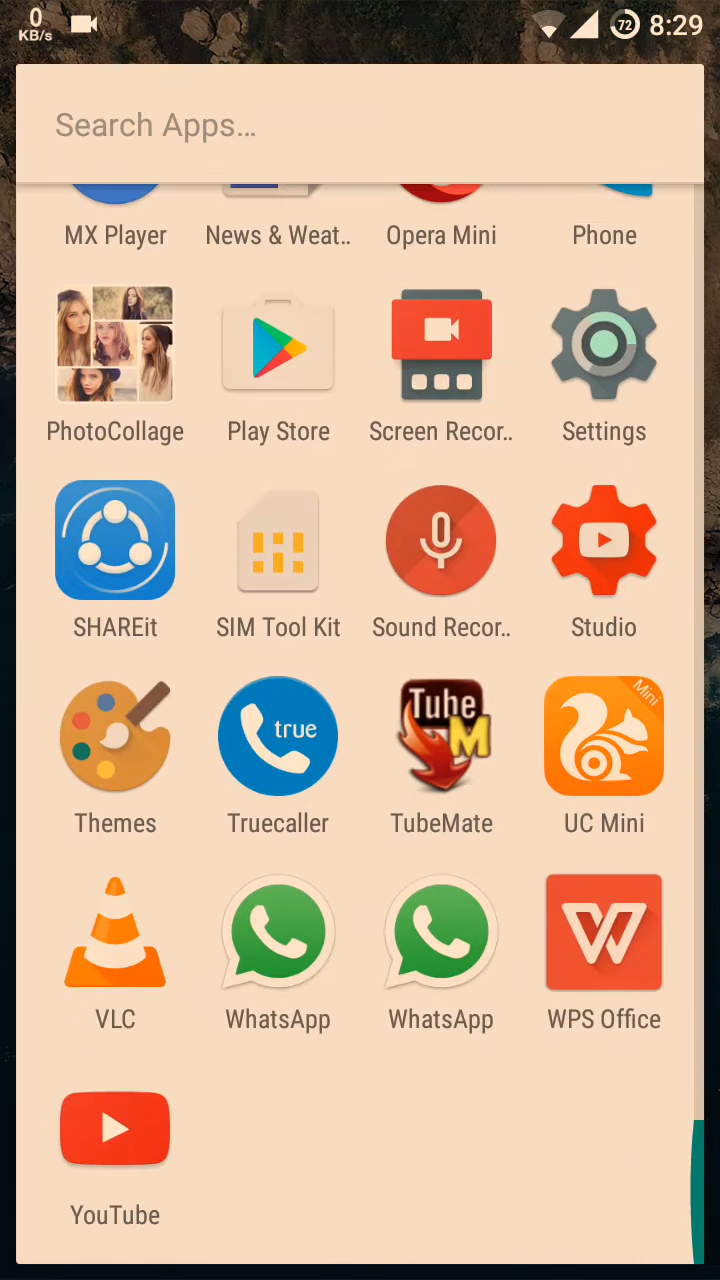 0
KB/s
72
8:29
Search Apps...
MX Player
News & Weat..
Opera Mini
Phone
PhotoCollage
Play Store
Screen Recor..
Settings
SHAREit
SIM Tool Kit
Sound Recor..
Studio
true
Tube
M
Mini
Themes
Truecaller
TubeMate
UC Mini
VLC
WhatsApp
WhatsApp
WPS Office
YouTube